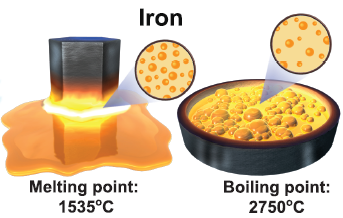 Iron
Melting point:
1535°C
Boiling point:
2750°C